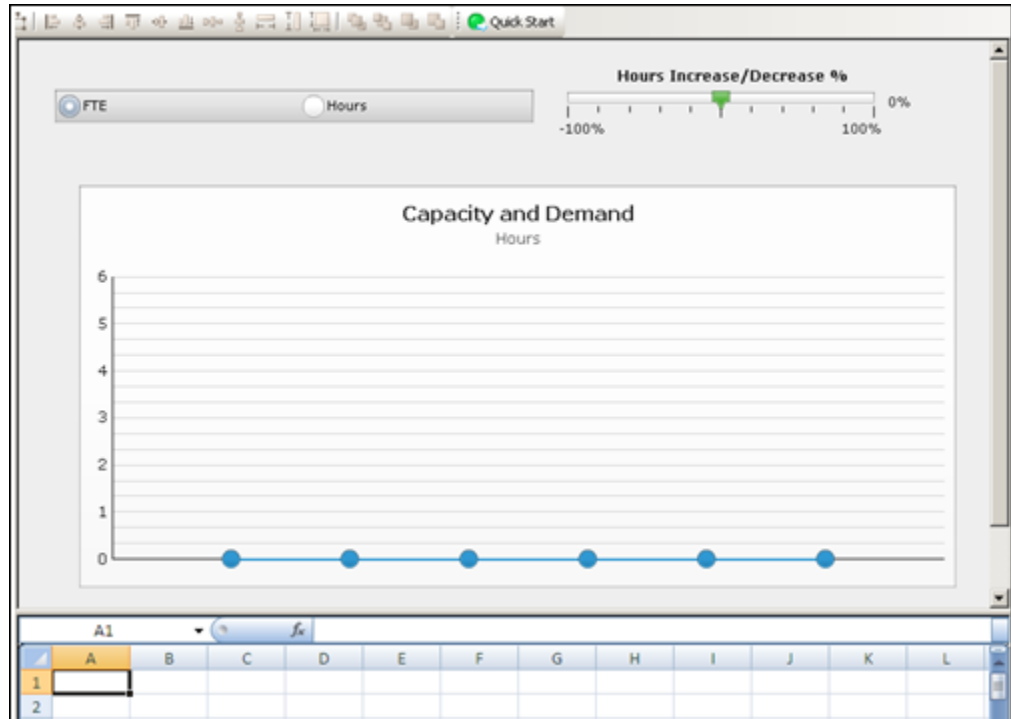 Quick Start
Hours Increase/Decrease %
FTE
Hours
0%
-100%
100%
Capacity and Demand
Hours
6
5
4
3
2
1
0
A1
fx
A B C D E F G H I J K L
1
2